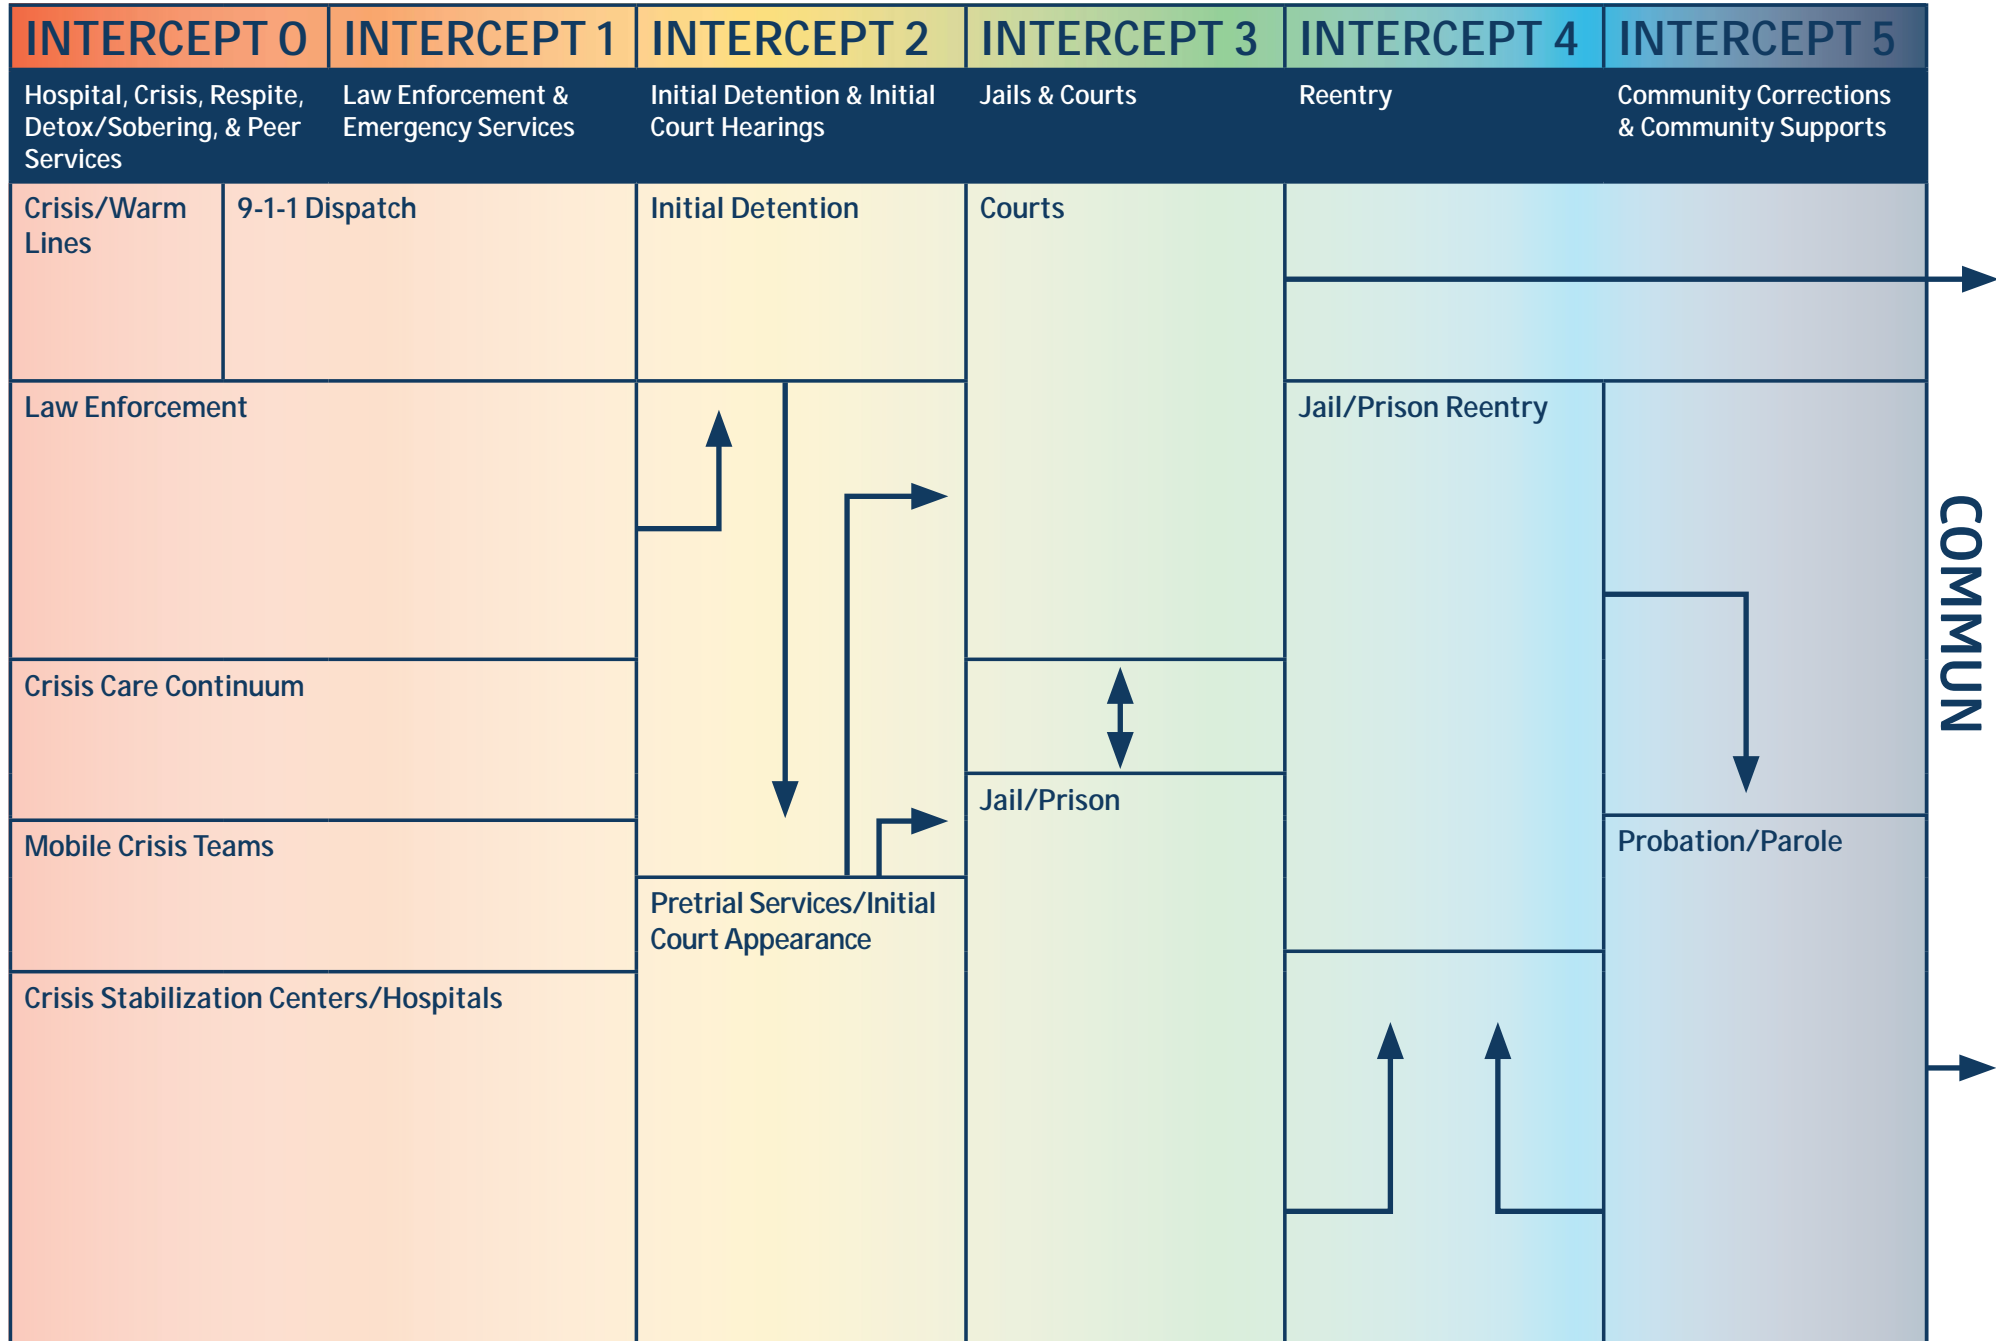 INTERCEPT 0
INTERCEPT 1
INTERCEPT 2
INTERCEPT 3
INTERCEPT 4
INTERCEPT 5
Hospital, Crisis, Respite,
Detox/Sobering, & Peer
Services
Law Enforcement &
Emergency Services
Initial Detention & Initial
Court Hearings
Jails & Courts
Reentry
Community Corrections
& Community Supports
Crisis/Warm
Lines
9-1-1 Dispatch
Initial Detention
Courts
Law Enforcement
Jail/Prison Reentry
Crisis Care Continuum
Jail/Prison
Mobile Crisis Teams
Probation/Parole
Pretrial Services/Initial
Court Appearance
Crisis Stabilization Centers/Hospitals
COMMUN